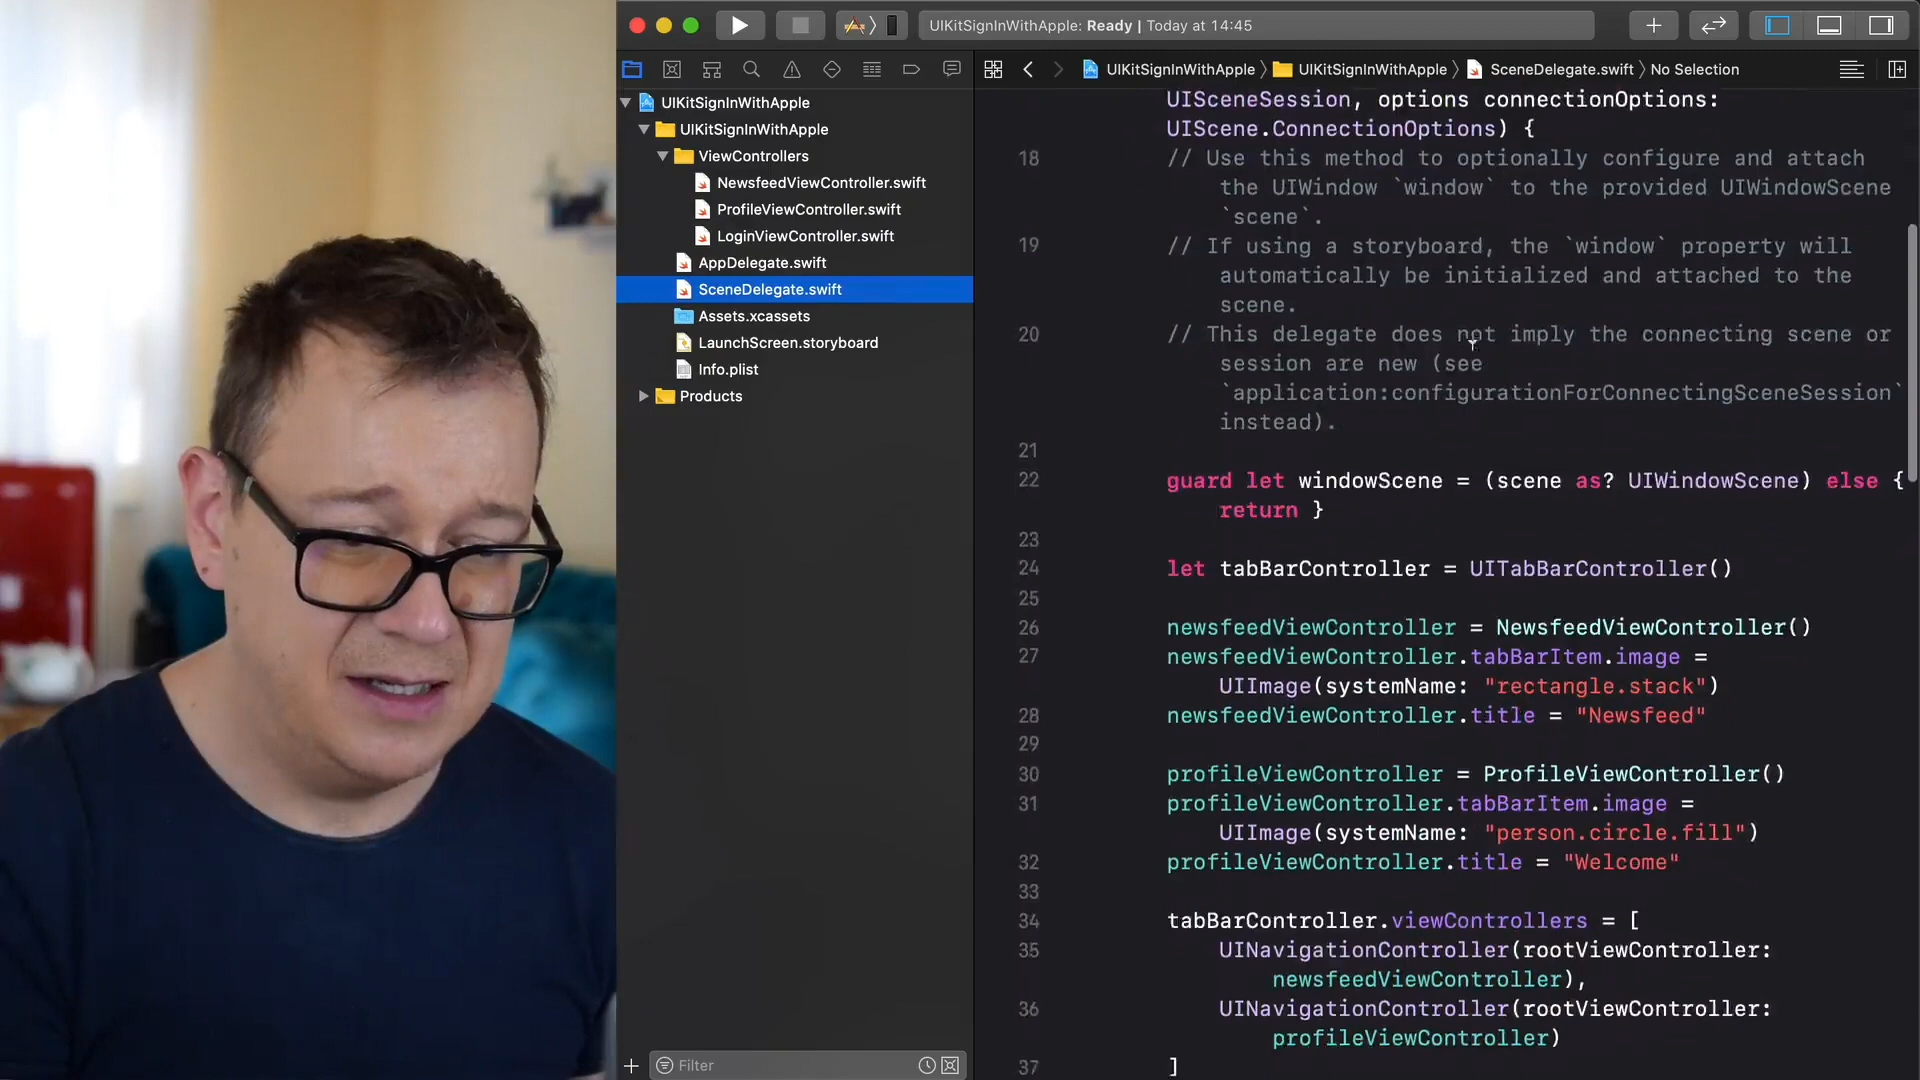 UIKitSignInWithApple: Ready | Today at 14:45
UIKitSignInWithApple
UIKitSignInWithApple
ViewControllers
NewsfeedViewController.swift
ProfileViewController.swift
LoginViewController.swift
AppDelegate.swift
SceneDelegate.swift
Assets.xcassets
LaunchScreen.storyboard
Info.plist
Products
Filter
UIKitSignInWithApple UIKitSignInWithApple SceneDelegate.swift No Selection
UISceneSession, options connectionOptions:
UIScene.ConnectionOptions) {
18 // Use this method to optionally configure and attach
the UIWindow `window` to the provided UIWindowScene
`scene`.
19 // If using a storyboard, the `window` property will
automatically be initialized and attached to the
scene.
20 // This delegate does not imply the connecting scene or
session are new (see
`application:configurationForConnectingSceneSession`
instead).
21
22 guard let windowScene = (scene as? UIWindowScene) else {
return }
23
24 let tabBarController = UITabBarController()
25
26 newsfeedViewController = NewsfeedViewController()
27 newsfeedViewController.tabBarItem.image =
UIImage(systemName: "rectangle.stack")
28 newsfeedViewController.title = "Newsfeed"
29
30 profileViewController = ProfileViewController()
31 profileViewController.tabBarItem.image =
UIImage(systemName: "person.circle.fill")
32 profileViewController.title = "Welcome"
33
34 tabBarController.viewControllers = [
35 UINavigationController(rootViewController:
newsfeedViewController),
36 UINavigationController(rootViewController:
profileViewController)
37 ]